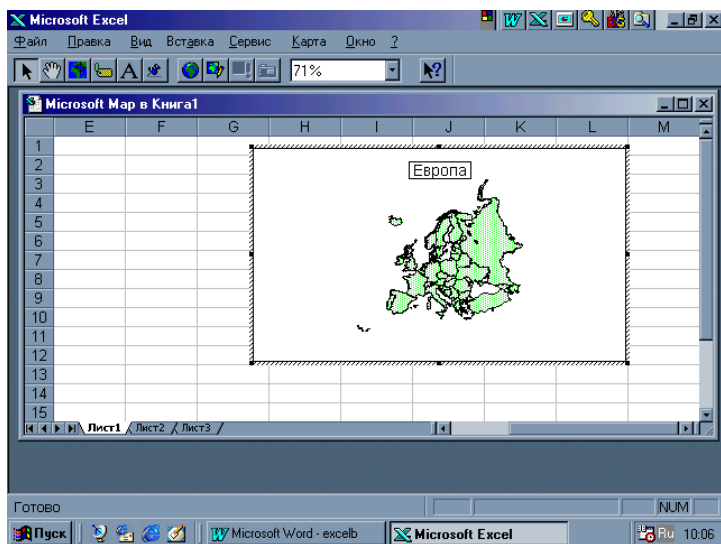 Microsoft Excel
Файл Правка Вид Вставка Сервис Карта Окно ?
A 71% ?
Microsoft Map в Книга1
E F G H I J K L M
1
2
Европа
3
4
5
6
7
8
9
10
11
12
13
14
15
Лист1 Лист2 Лист3
Готово NUM
Пуск Microsoft Word - excelb Microsoft Excel Ru 10:06